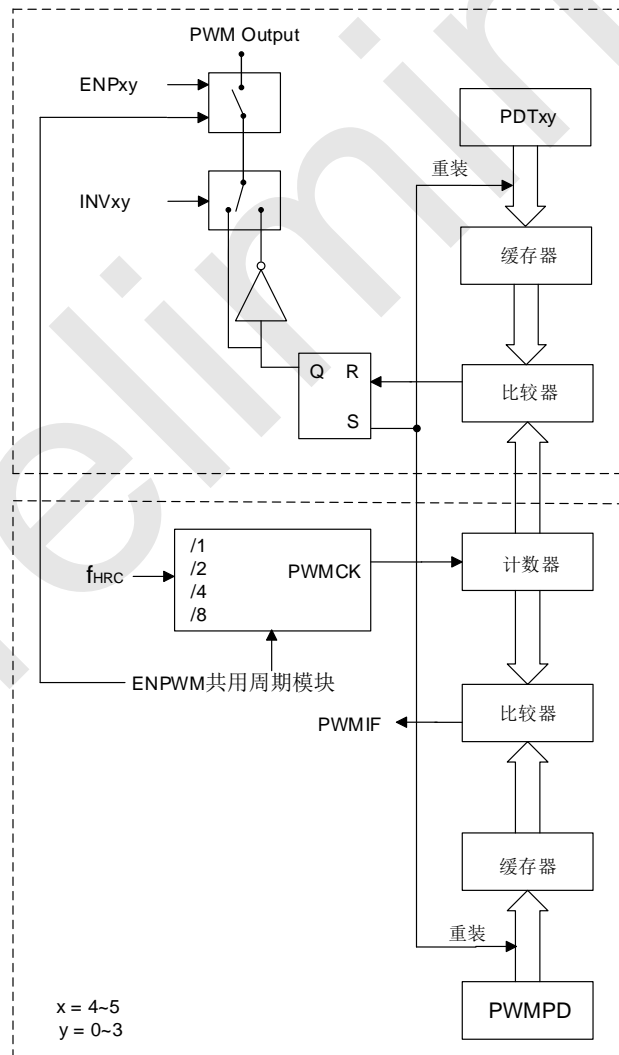 PWM Output
ENPxy
PDTxy
重装
INVxy
缓存器
Q R
S
比较器
fHRC
/1
/2
/4
/8
PWMCK
计数器
ENPWM共用周期模块
PWMIF
比较器
缓存器
重装
PWMPD
x = 4~5
y = 0~3
elimin